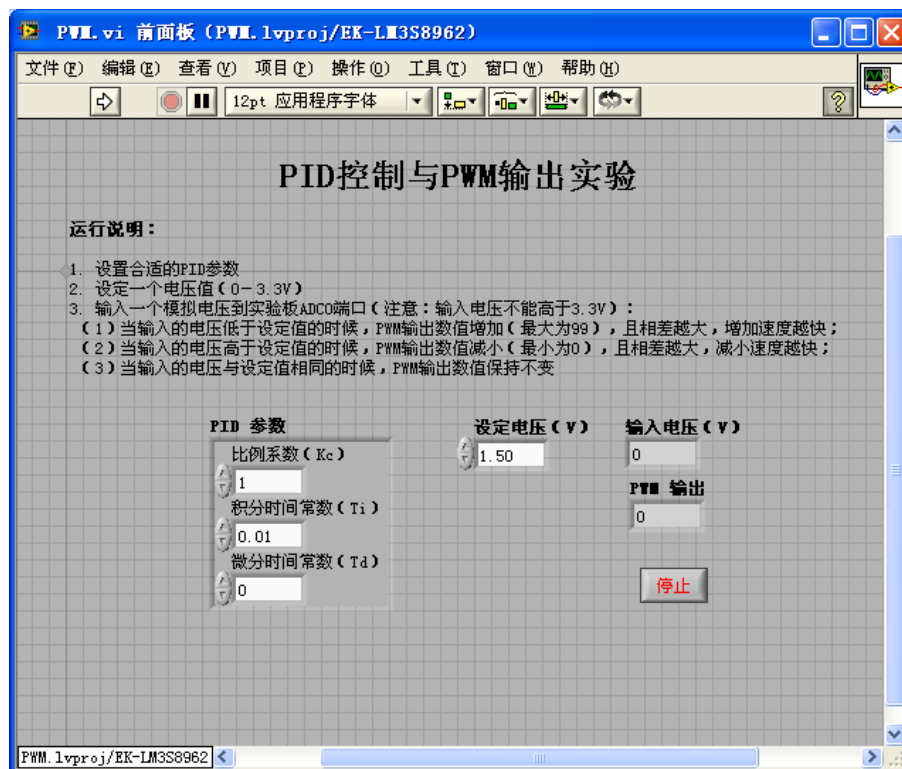 PWM.vi 前面板 (PWM.lvproj/EK-LM3S8962)
文件(F) 编辑(E) 查看(V) 项目(P) 操作(O) 工具(T) 窗口(W) 帮助(H)
12pt 应用程序字体
PID控制与PWM输出实验
运行说明：
1. 设置合适的PID参数
2. 设定一个电压值(0-3.3V)
3. 输入一个模拟电压到实验板ADC0端口(注意：输入电压不能高于3.3V)：
(1)当输入的电压低于设定值的时候，PWM输出数值增加(最大为99)，且相差越大，增加速度越快；
(2)当输入的电压高于设定值的时候，PWM输出数值减小(最小为0)，且相差越大，减小速度越快；
(3)当输入的电压与设定值相同的时候，PWM输出数值保持不变
PID 参数
比例系数(Kc)
1
积分时间常数(Ti)
0.01
微分时间常数(Td)
0
设定电压(V)
1.50
输入电压(V)
0
PWM 输出
0
停止
PWM.lvproj/EK-LM3S8962